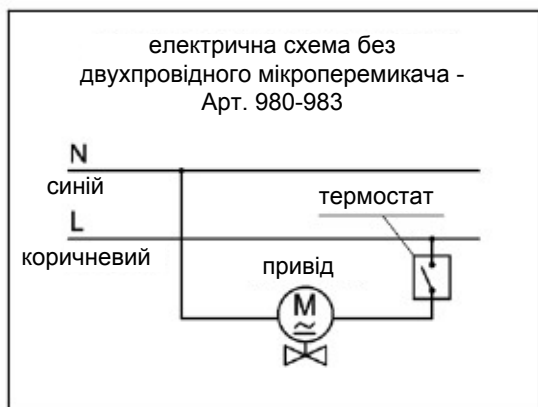 електрична схема без
двухпровідного мікроперемикача -
Арт. 980-983
N
синій
термостат
L
коричневий
привід
M